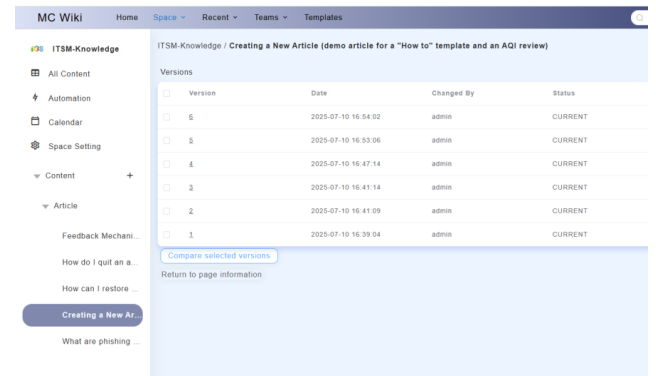 MC Wiki Home Space Recent Teams Templates
ITSM-Knowledge
All Content
Automation
Calendar
Space Setting
Content +
Article
Feedback Mechani...
How do I quit an a...
How can I restore ...
Creating a New Ar...
What are phishing ...
ITSM-Knowledge / Creating a New Article (demo article for a "How to" template and an AQI review)
Versions
Version Date Changed By Status
6 2025-07-10 16:54:02 admin CURRENT
5 2025-07-10 16:53:06 admin CURRENT
4 2025-07-10 16:47:14 admin CURRENT
3 2025-07-10 16:41:14 admin CURRENT
2 2025-07-10 16:41:09 admin CURRENT
1 2025-07-10 16:39:04 admin CURRENT
Compare selected versions
Return to page information